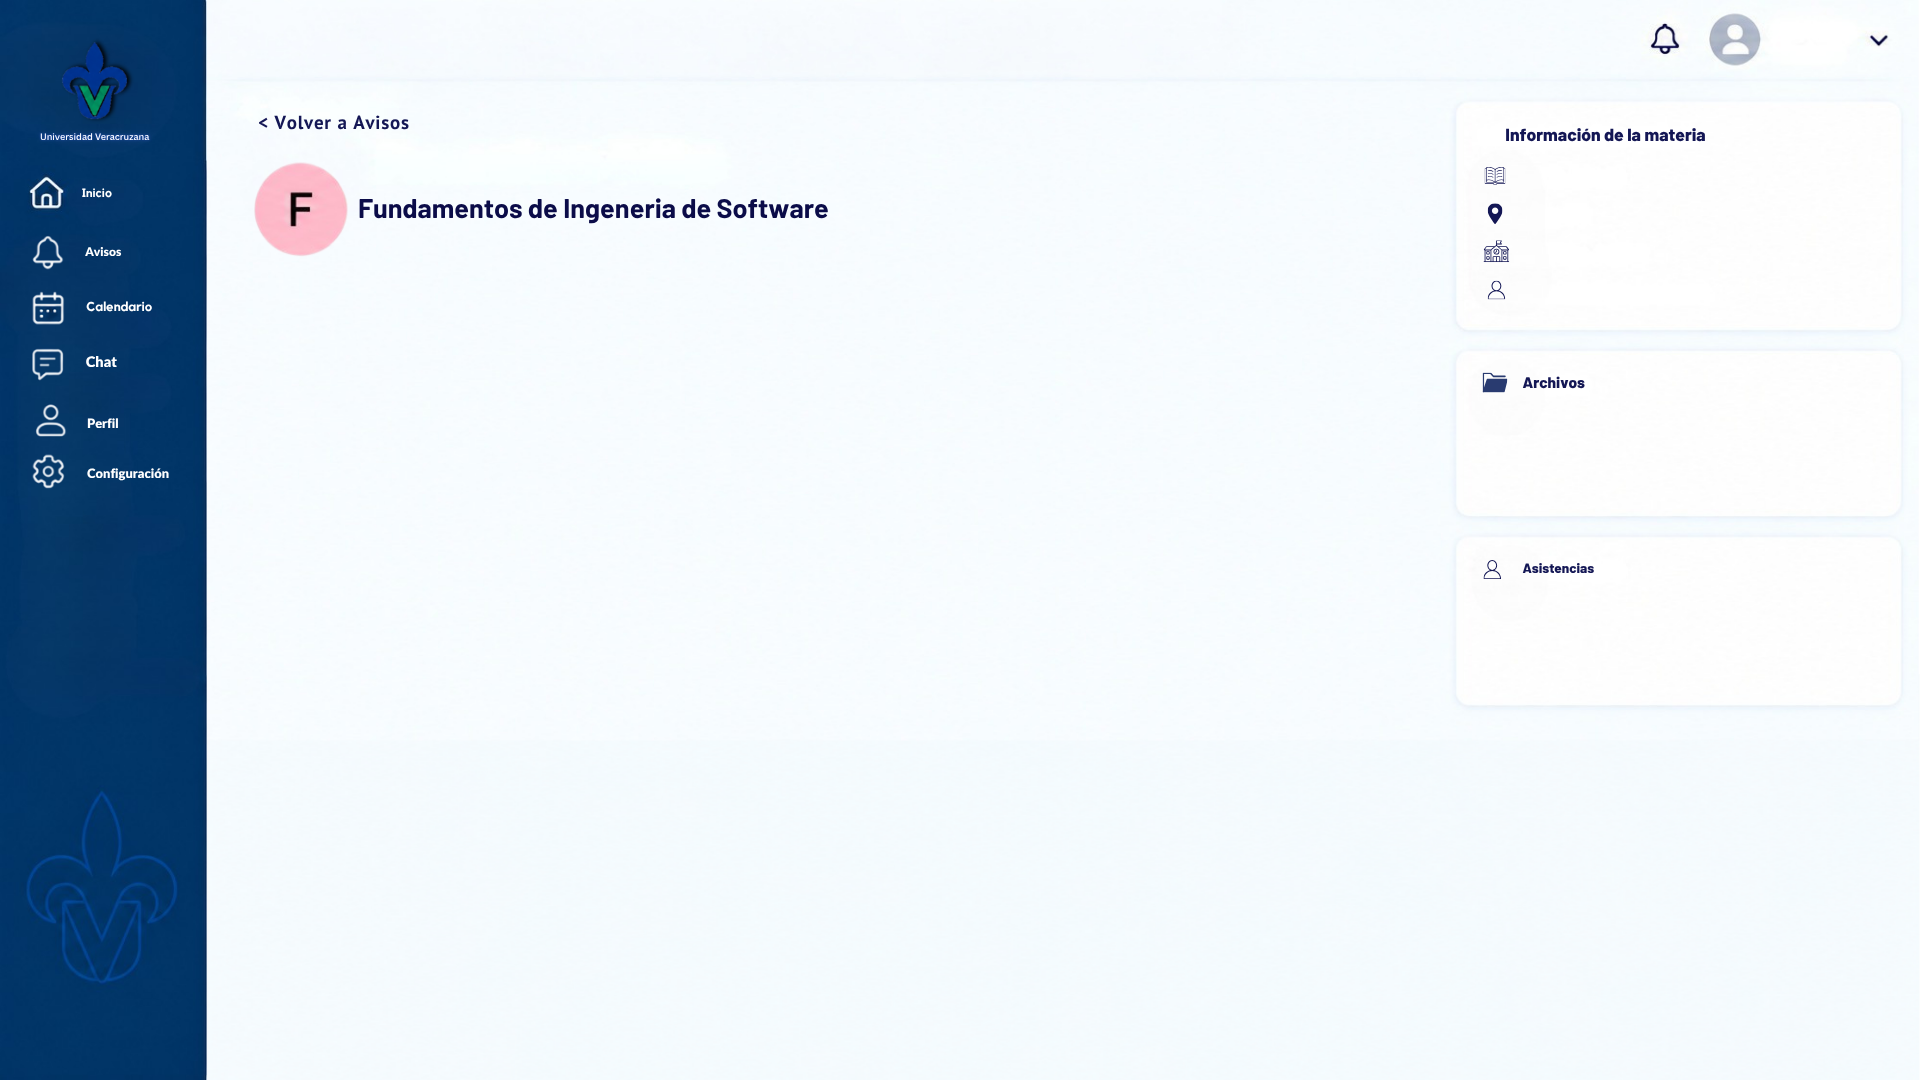 Universidad Veracruzana
Inicio
Avisos
Calendario
Chat
Perfil
Configuración
< Volver a Avisos
F
Fundamentos de Ingeneria de Software
Información de la materia
Archivos
Asistencias